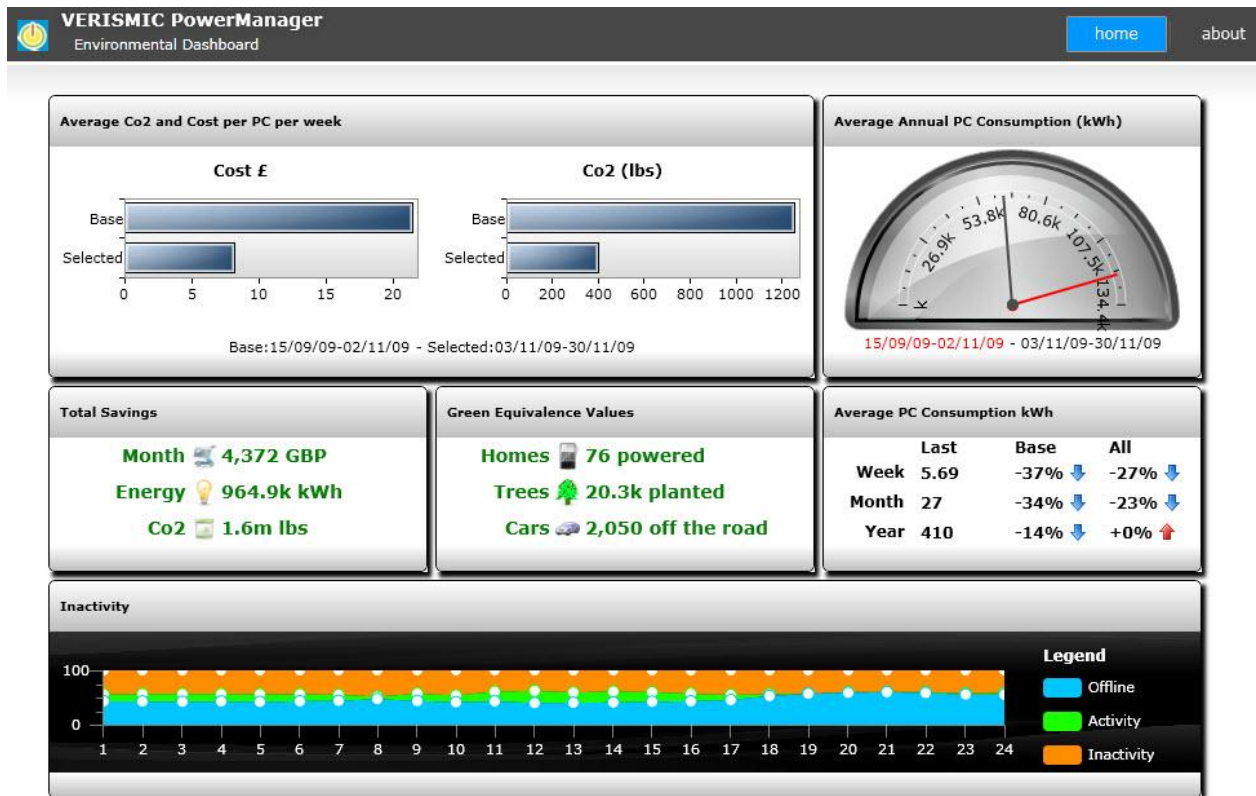 VERISMIC PowerManager
Environmental Dashboard
home
about
Average Co2 and Cost per PC per week
Cost £
Base
Selected
0 5 10 15 20
Co2 (lbs)
Base
Selected
0 200 400 600 800 1000 1200
Base:15/09/09-02/11/09 - Selected:03/11/09-30/11/09
Average Annual PC Consumption (kWh)
k 26.9k 53.8k 80.6k 107.5k 134.4k
15/09/09-02/11/09 - 03/11/09-30/11/09
Total Savings
Month 4,372 GBP
Energy 964.9k kWh
Co2 1.6m lbs
Green Equivalence Values
Homes 76 powered
Trees 20.3k planted
Cars 2,050 off the road
Average PC Consumption kWh
Last Base All
Week 5.69 -37% -27%
Month 27 -34% -23%
Year 410 -14% +0%
Inactivity
100
0
1 2 3 4 5 6 7 8 9 10 11 12 13 14 15 16 17 18 19 20 21 22 23 24
Legend
Offline
Activity
Inactivity